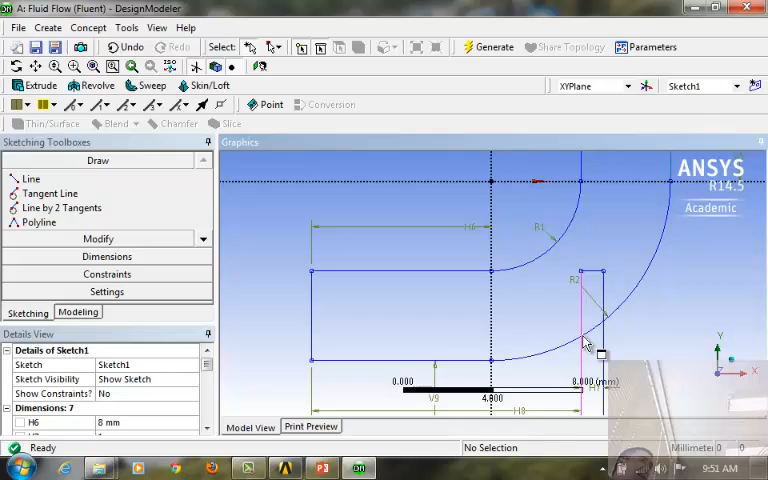 A: Fluid Flow (Fluent) - DesignModeler
File Create Concept Tools View Help
Undo Redo Select: Generate Share Topology Parameters
Extrude Revolve Sweep Skin/Loft XYPlane Sketch1
Point Conversion
Thin/Surface Blend Chamfer Slice
Sketching Toolboxes
Graphics
Draw
Line
Tangent Line
Line by 2 Tangents
Polyline
Modify
Dimensions
Constraints
Settings
Sketching Modeling
Details View
Details of Sketch1
Sketch Sketch1
Sketch Visibility Show Sketch
Show Constraints? No
Dimensions: 7
H6 8 mm
ANSYS
R14.5
Academic
H6
R1
R2
0.000 8.000 (mm)
4.000
V9
H7
H8
Y
X
Z
Model View Print Preview
Ready
No Selection
Millimeter 0 0
9:51 AM